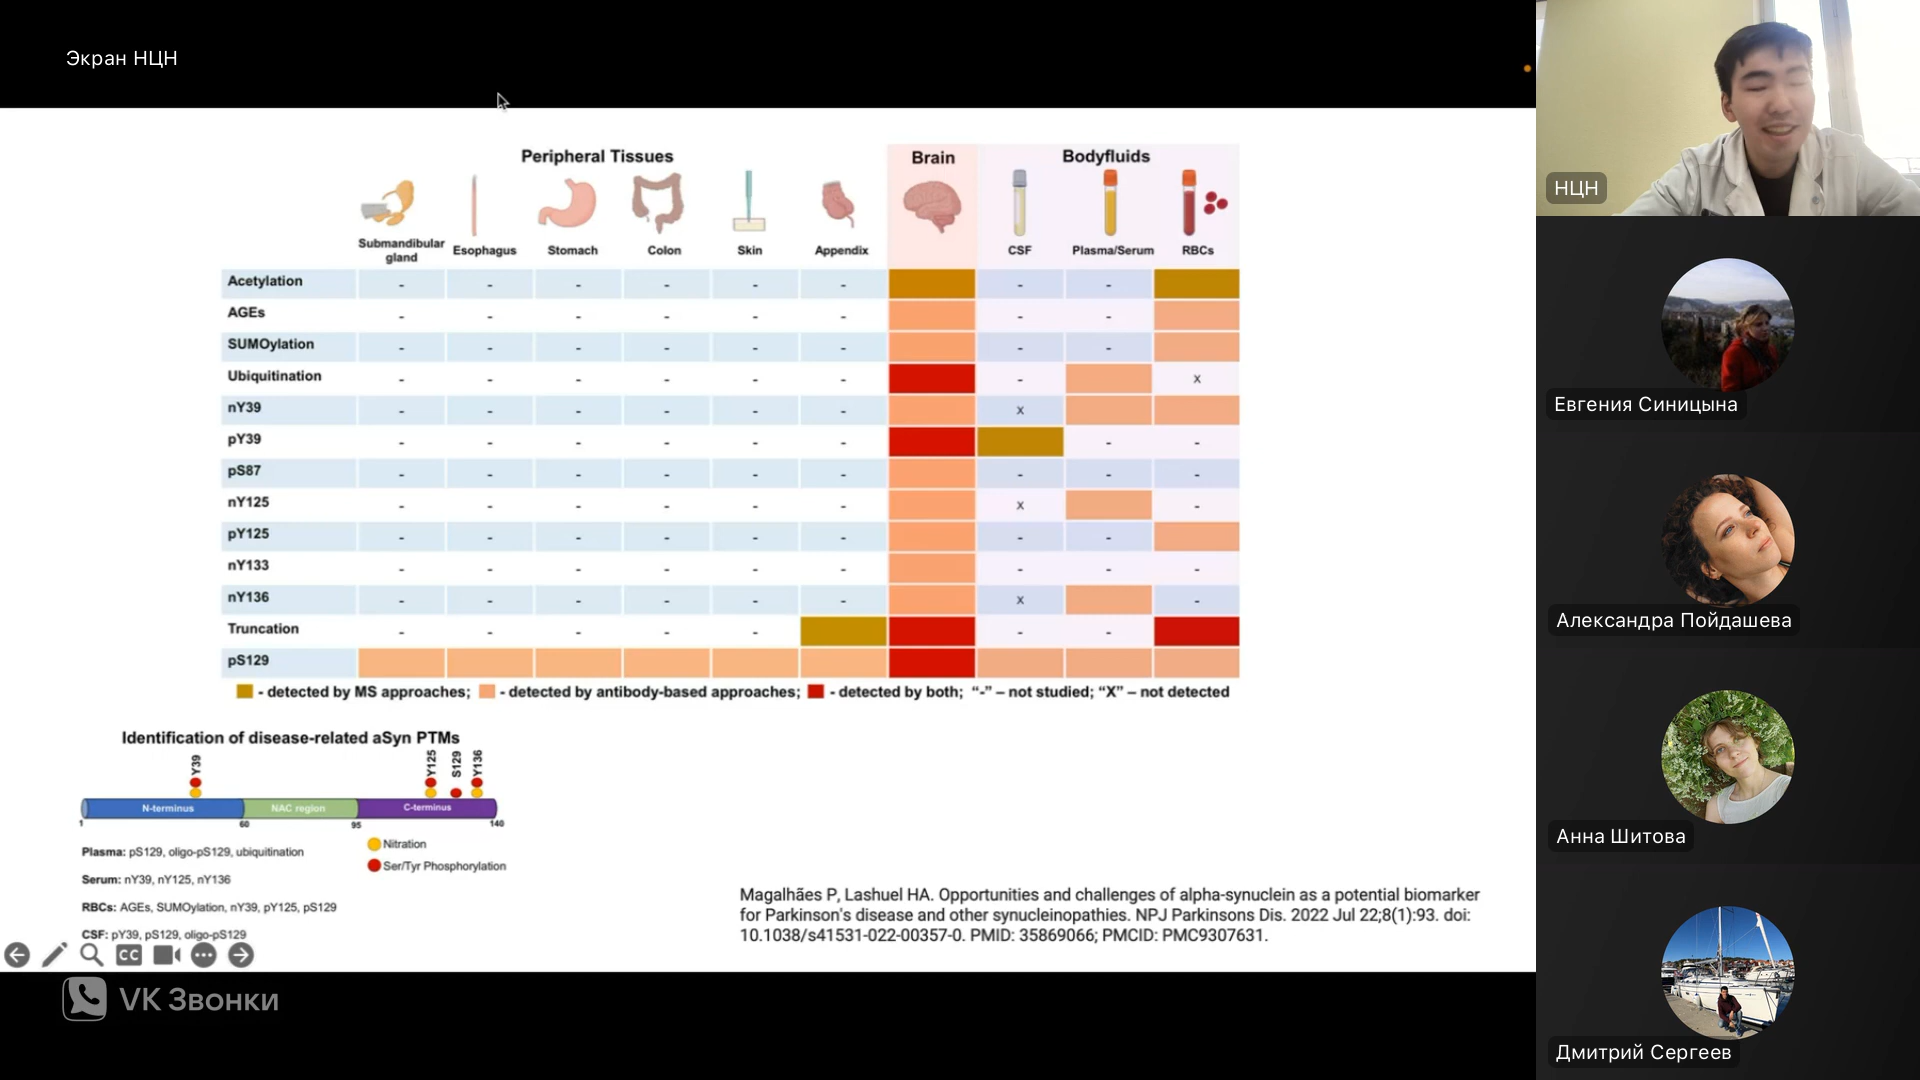 Экран НЦН
Peripheral Tissues
Brain
Bodyfluids
Submandibular gland
Esophagus
Stomach
Colon
Skin
Appendix
CSF
Plasma/Serum
RBCs
Acetylation - - - - - - - -
AGEs - - - - - - - -
SUMOylation - - - - - - - -
Ubiquitination - - - - - - - x
nY39 - - - - - - x
pY39 - - - - - - - -
pS87 - - - - - - - - -
nY125 - - - - - - x -
pY125 - - - - - - - -
nY133 - - - - - - - - -
nY136 - - - - - - x -
Truncation - - - - - - -
pS129
- detected by MS approaches; - detected by antibody-based approaches; - detected by both; “-” – not studied; “X” – not detected
Identification of disease-related aSyn PTMs
Y39
Y125
S129
Y136
N-terminus
NAC region
C-terminus
1
60
95
140
Nitration
Ser/Tyr Phosphorylation
Plasma: pS129, oligo-pS129, ubiquitination
Serum: nY39, nY125, nY136
RBCs: AGEs, SUMOylation, nY39, pY125, pS129
CSF: pY39, pS129, oligo-pS129
Magalhães P, Lashuel HA. Opportunities and challenges of alpha-synuclein as a potential biomarker
for Parkinson's disease and other synucleinopathies. NPJ Parkinsons Dis. 2022 Jul 22;8(1):93. doi:
10.1038/s41531-022-00357-0. PMID: 35869066; PMCID: PMC9307631.
CC
VK Звонки
НЦН
Евгения Синицына
Александра Пойдашева
Анна Шитова
Дмитрий Сергеев